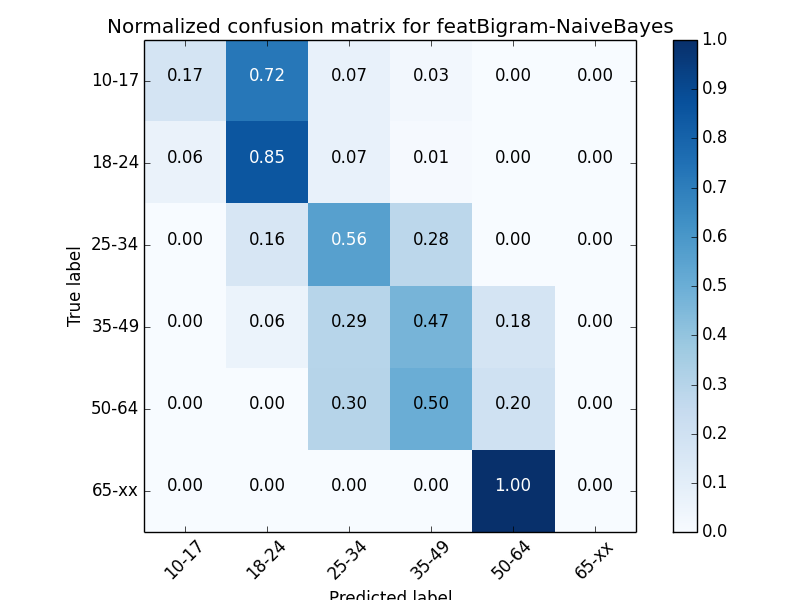 Normalized confusion matrix for featBigram-NaiveBayes
True label
10-17 0.17 0.72 0.07 0.03 0.00 0.00
18-24 0.06 0.85 0.07 0.01 0.00 0.00
25-34 0.00 0.16 0.56 0.28 0.00 0.00
35-49 0.00 0.06 0.29 0.47 0.18 0.00
50-64 0.00 0.00 0.30 0.50 0.20 0.00
65-xx 0.00 0.00 0.00 0.00 1.00 0.00
10-17 18-24 25-34 35-49 50-64 65-xx
Predicted label
1.0
0.9
0.8
0.7
0.6
0.5
0.4
0.3
0.2
0.1
0.0